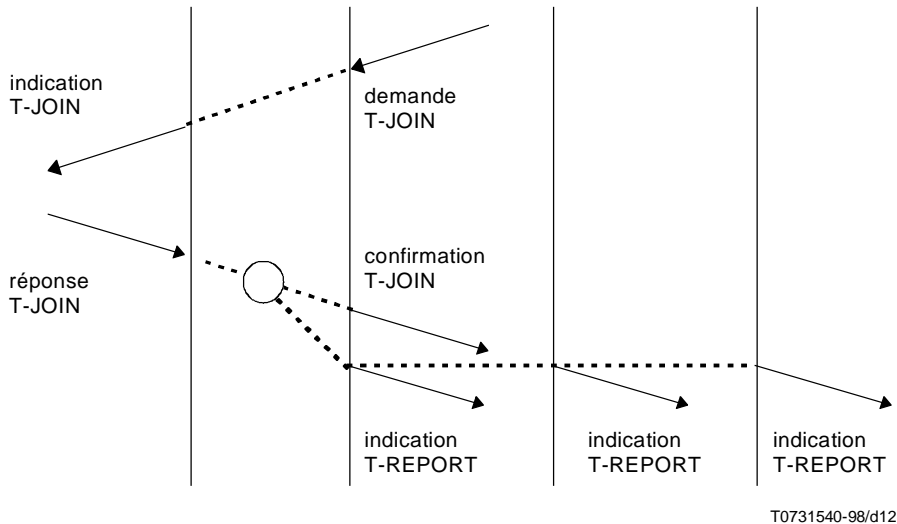 indication
T-JOIN
demande
T-JOIN
réponse
T-JOIN
confirmation
T-JOIN
indication
T-REPORT
indication
T-REPORT
indication
T-REPORT
T0731540-98/d12